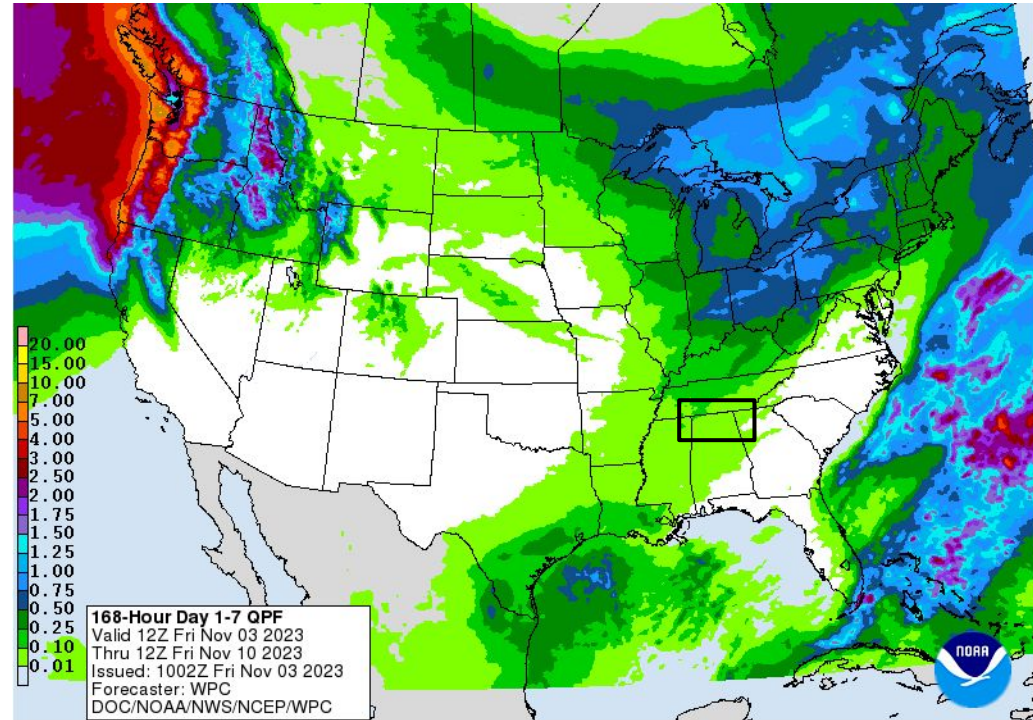 20.00
15.00
10.00
7.00
5.00
4.00
3.00
2.50
2.00
1.75
1.50
1.25
1.00
0.75
0.50
0.25
0.10
0.01
168-Hour Day 1-7 QPF
Valid 12Z Fri Nov 03 2023
Thru 12Z Fri Nov 10 2023
Issued: 1002Z Fri Nov 03 2023
Forecaster: WPC
DOC/NOAA/NWS/NCEP/WPC
NOAA